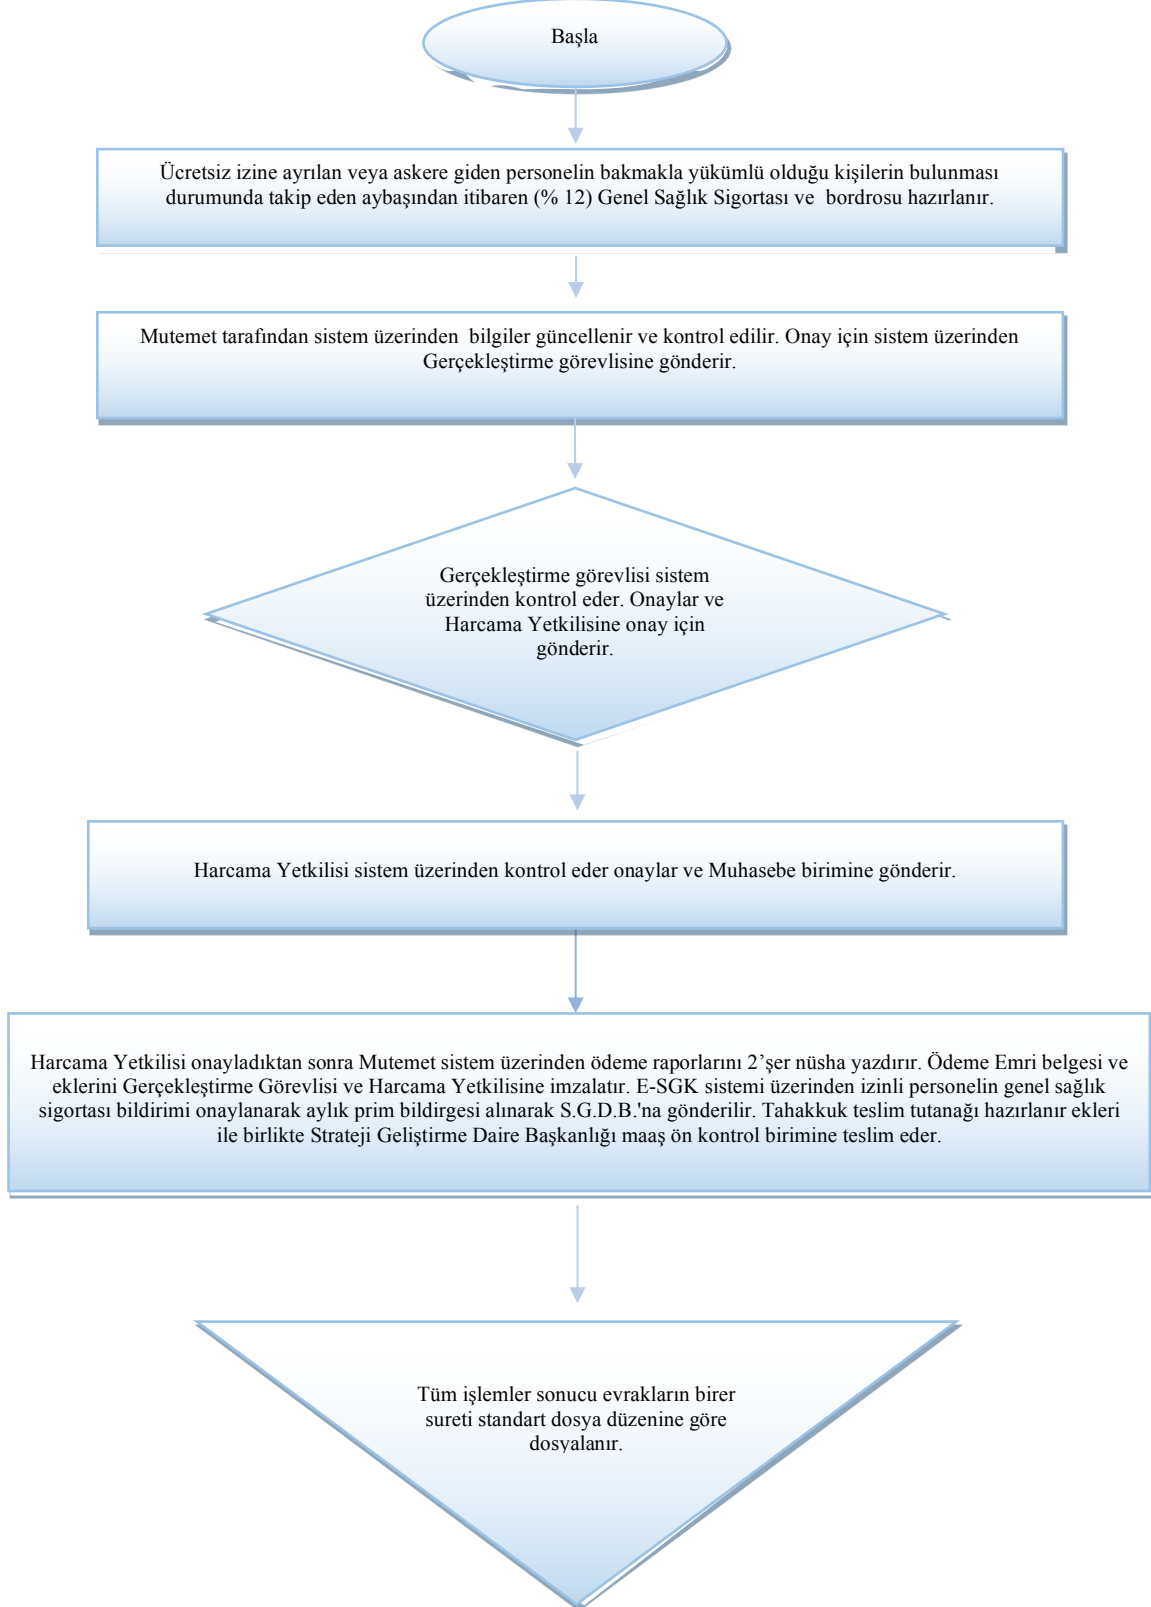 Başla
Ücretsiz izine ayrılan veya askere giden personelin bakmakla yükümlü olduğu kişilerin bulunması
durumunda takip eden aybaşından itibaren (% 12) Genel Sağlık Sigortası ve  bordrosu hazırlanır.
Mutemet tarafından sistem üzerinden  bilgiler güncellenir ve kontrol edilir. Onay için sistem üzerinden
Gerçekleştirme görevlisine gönderir.
Gerçekleştirme görevlisi sistem
üzerinden kontrol eder. Onaylar ve
Harcama Yetkilisine onay için
gönderir.
Harcama Yetkilisi sistem üzerinden kontrol eder onaylar ve Muhasebe birimine gönderir.
Harcama Yetkilisi onayladıktan sonra Mutemet sistem üzerinden ödeme raporlarını 2’şer nüsha yazdırır. Ödeme Emri belgesi ve
eklerini Gerçekleştirme Görevlisi ve Harcama Yetkilisine imzalatır. E-SGK sistemi üzerinden izinli personelin genel sağlık
sigortası bildirimi onaylanarak aylık prim bildirgesi alınarak S.G.D.B.'na gönderilir. Tahakkuk teslim tutanağı hazırlanır ekleri
ile birlikte Strateji Geliştirme Daire Başkanlığı maaş ön kontrol birimine teslim eder.
Tüm işlemler sonucu evrakların birer
sureti standart dosya düzenine göre
dosyalanır.